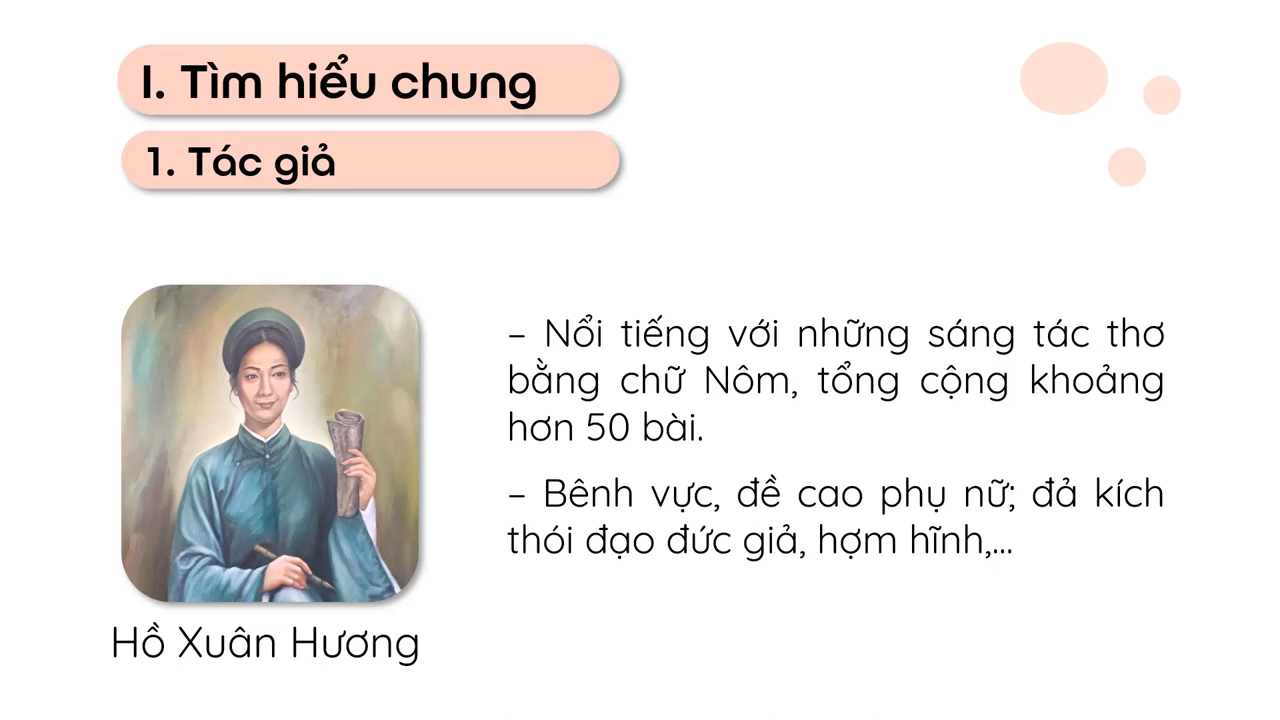 I. Tìm hiểu chung
1. Tác giả
– Nổi tiếng với những sáng tác thơ
bằng chữ Nôm, tổng cộng khoảng
hơn 50 bài.
– Bênh vực, đề cao phụ nữ; đả kích
thói đạo đức giả, hợm hĩnh,...
Hồ Xuân Hương